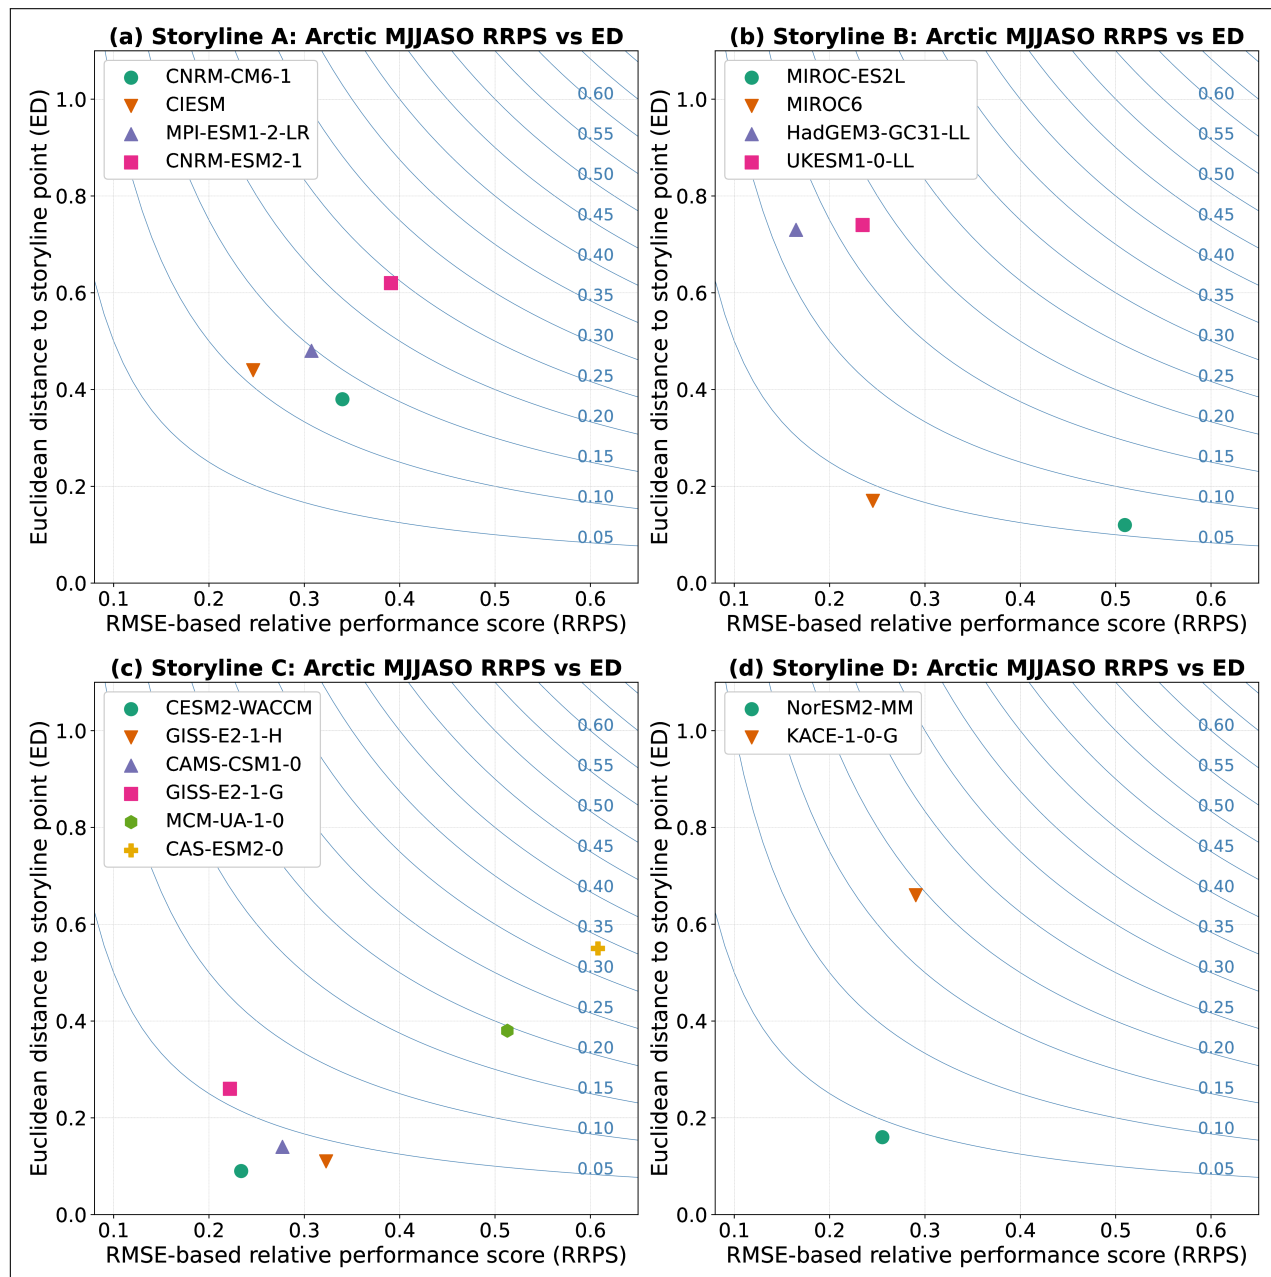 (a) Storyline A: Arctic MJJASO RRPS vs ED
CNRM-CM6-1
CIESM
MPI-ESM1-2-LR
CNRM-ESM2-1
Euclidean distance to storyline point (ED)
1.0
0.8
0.6
0.4
0.2
0.0
0.60
0.55
0.50
0.45
0.40
0.35
0.30
0.25
0.20
0.15
0.10
0.05
0.1 0.2 0.3 0.4 0.5 0.6
RMSE-based relative performance score (RRPS)
(b) Storyline B: Arctic MJJASO RRPS vs ED
MIROC-ES2L
MIROC6
HadGEM3-GC31-LL
UKESM1-0-LL
Euclidean distance to storyline point (ED)
1.0
0.8
0.6
0.4
0.2
0.0
0.60
0.55
0.50
0.45
0.40
0.35
0.30
0.25
0.20
0.15
0.10
0.05
0.1 0.2 0.3 0.4 0.5 0.6
RMSE-based relative performance score (RRPS)
(c) Storyline C: Arctic MJJASO RRPS vs ED
CESM2-WACCM
GISS-E2-1-H
CAMS-CSM1-0
GISS-E2-1-G
MCM-UA-1-0
CAS-ESM2-0
Euclidean distance to storyline point (ED)
1.0
0.8
0.6
0.4
0.2
0.0
0.60
0.55
0.50
0.45
0.40
0.35
0.30
0.25
0.20
0.15
0.10
0.05
0.1 0.2 0.3 0.4 0.5 0.6
RMSE-based relative performance score (RRPS)
(d) Storyline D: Arctic MJJASO RRPS vs ED
NorESM2-MM
KACE-1-0-G
Euclidean distance to storyline point (ED)
1.0
0.8
0.6
0.4
0.2
0.0
0.60
0.55
0.50
0.45
0.40
0.35
0.30
0.25
0.20
0.15
0.10
0.05
0.1 0.2 0.3 0.4 0.5 0.6
RMSE-based relative performance score (RRPS)